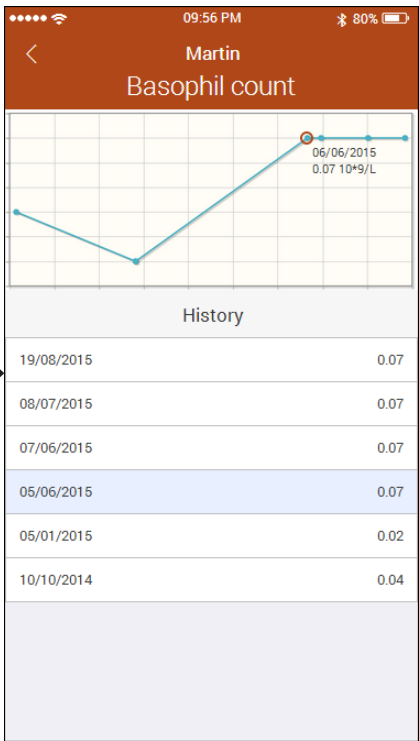 09:56 PM 80%
Martin
Basophil count
06/06/2015
0.07 10*9/L
History
19/08/2015 0.07
08/07/2015 0.07
07/06/2015 0.07
05/06/2015 0.07
05/01/2015 0.02
10/10/2014 0.04